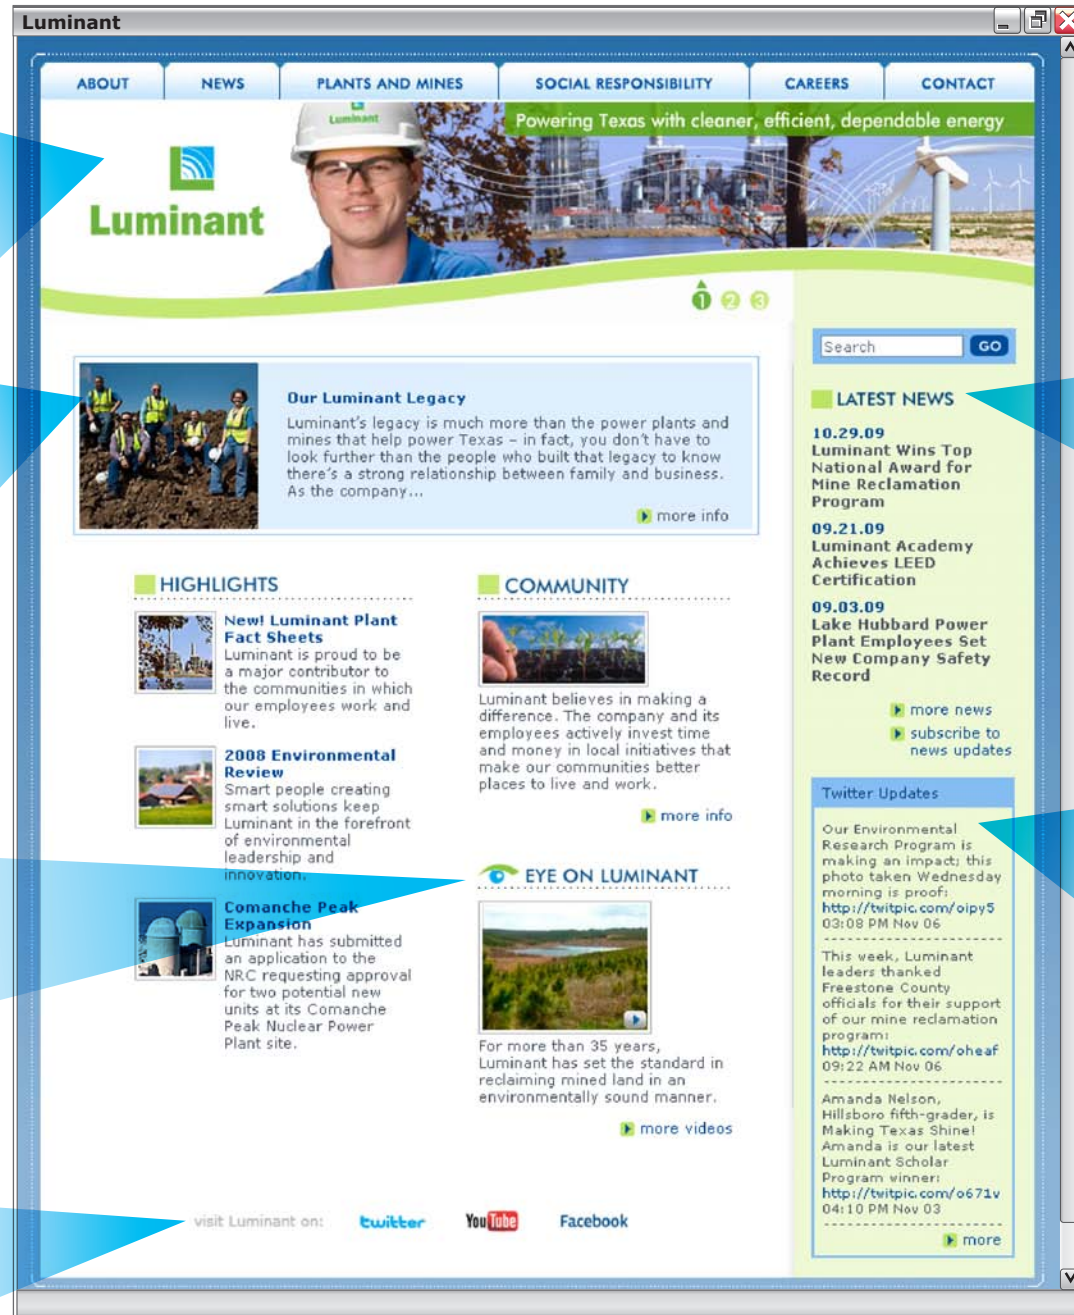 Luminant
ABOUT
NEWS
PLANTS AND MINES
SOCIAL RESPONSIBILITY
CAREERS
CONTACT
Luminant
Powering Texas with cleaner, efficient, dependable energy
Luminant
1 2 3
Search
GO
Our Luminant Legacy
Luminant's legacy is much more than the power plants and
mines that help power Texas – in fact, you don't have to
look further than the people who built that legacy to know
there's a strong relationship between family and business.
As the company...
more info
HIGHLIGHTS
New! Luminant Plant
Fact Sheets
Luminant is proud to be
a major contributor to
the communities in which
our employees work and
live.
2008 Environmental
Review
Smart people creating
smart solutions keep
Luminant in the forefront
of environmental
leadership and
innovation.
Comanche Peak
Expansion
Luminant has submitted
an application to the
NRC requesting approval
for two potential new
units at its Comanche
Peak Nuclear Power
Plant site.
COMMUNITY
Luminant believes in making a
difference. The company and its
employees actively invest time
and money in local initiatives that
make our communities better
places to live and work.
more info
EYE ON LUMINANT
For more than 35 years,
Luminant has set the standard in
reclaiming mined land in an
environmentally sound manner.
more videos
LATEST NEWS
10.29.09
Luminant Wins Top
National Award for
Mine Reclamation
Program
09.21.09
Luminant Academy
Achieves LEED
Certification
09.03.09
Lake Hubbard Power
Plant Employees Set
New Company Safety
Record
more news
subscribe to
news updates
Twitter Updates
Our Environmental
Research Program is
making an impact; this
photo taken Wednesday
morning is proof:
http://twitpic.com/oipy5
03:08 PM Nov 06
This week, Luminant
leaders thanked
Freestone County
officials for their support
of our mine reclamation
program:
http://twitpic.com/oheaf
09:22 AM Nov 06
Amanda Nelson,
Hillsboro fifth-grader, is
Making Texas Shine!
Amanda is our latest
Luminant Scholar
Program winner:
http://twitpic.com/o671v
04:10 PM Nov 03
more
visit Luminant on:
twitter
YouTube
Facebook